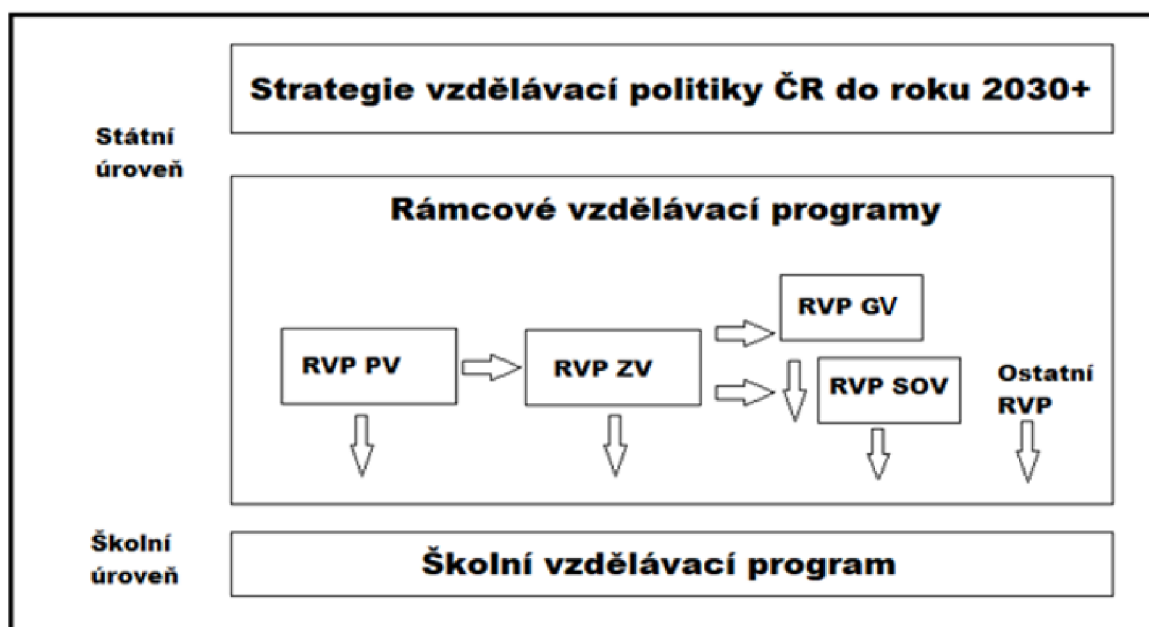 Strategie vzdělávací politiky ČR do roku 2030+
Státní
úroveň
Rámcové vzdělávací programy
RVP GV
RVP PV
RVP ZV
RVP SOV
Ostatní
RVP
Školní
úroveň
Školní vzdělávací program